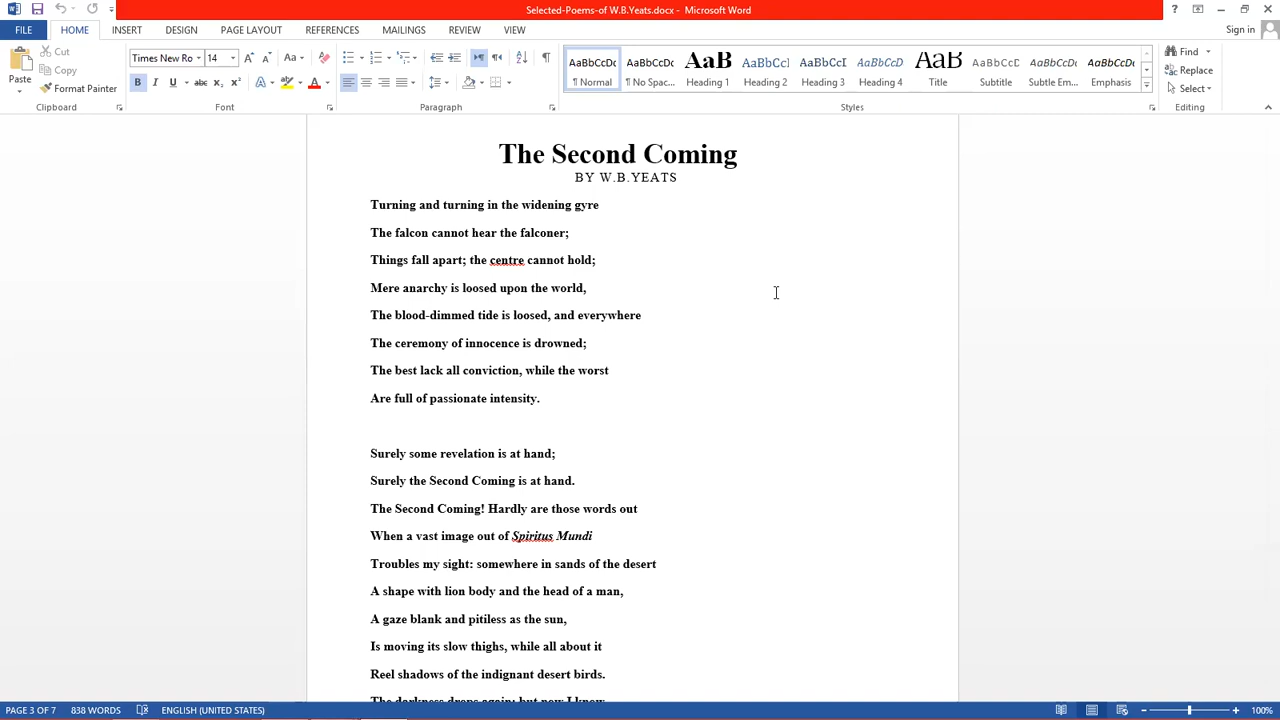 Selected-Poems-of W.B.Yeats.docx - Microsoft Word
FILE HOME INSERT DESIGN PAGE LAYOUT REFERENCES MAILINGS REVIEW VIEW Sign in
Paste
Cut
Copy
Format Painter
Clipboard
Times New Ro 14
Font
Paragraph
AaBbCcDc AaBbCcDc AaB AaBbCcI AaBbCcI AaBbCcD AaB AaBbCcD AaBbCcDc AaBbCcDc
¶ Normal ¶ No Spac... Heading 1 Heading 2 Heading 3 Heading 4 Title Subtitle Subtle Em... Emphasis
Styles
Find
Replace
Select
Editing
The Second Coming
BY W.B.YEATS
Turning and turning in the widening gyre
The falcon cannot hear the falconer;
Things fall apart; the centre cannot hold;
Mere anarchy is loosed upon the world,
The blood-dimmed tide is loosed, and everywhere
The ceremony of innocence is drowned;
The best lack all conviction, while the worst
Are full of passionate intensity.
Surely some revelation is at hand;
Surely the Second Coming is at hand.
The Second Coming! Hardly are those words out
When a vast image out of Spiritus Mundi
Troubles my sight: somewhere in sands of the desert
A shape with lion body and the head of a man,
A gaze blank and pitiless as the sun,
Is moving its slow thighs, while all about it
Reel shadows of the indignant desert birds.
The darkness drops again; but now I know
PAGE 3 OF 7 838 WORDS ENGLISH (UNITED STATES) 100%